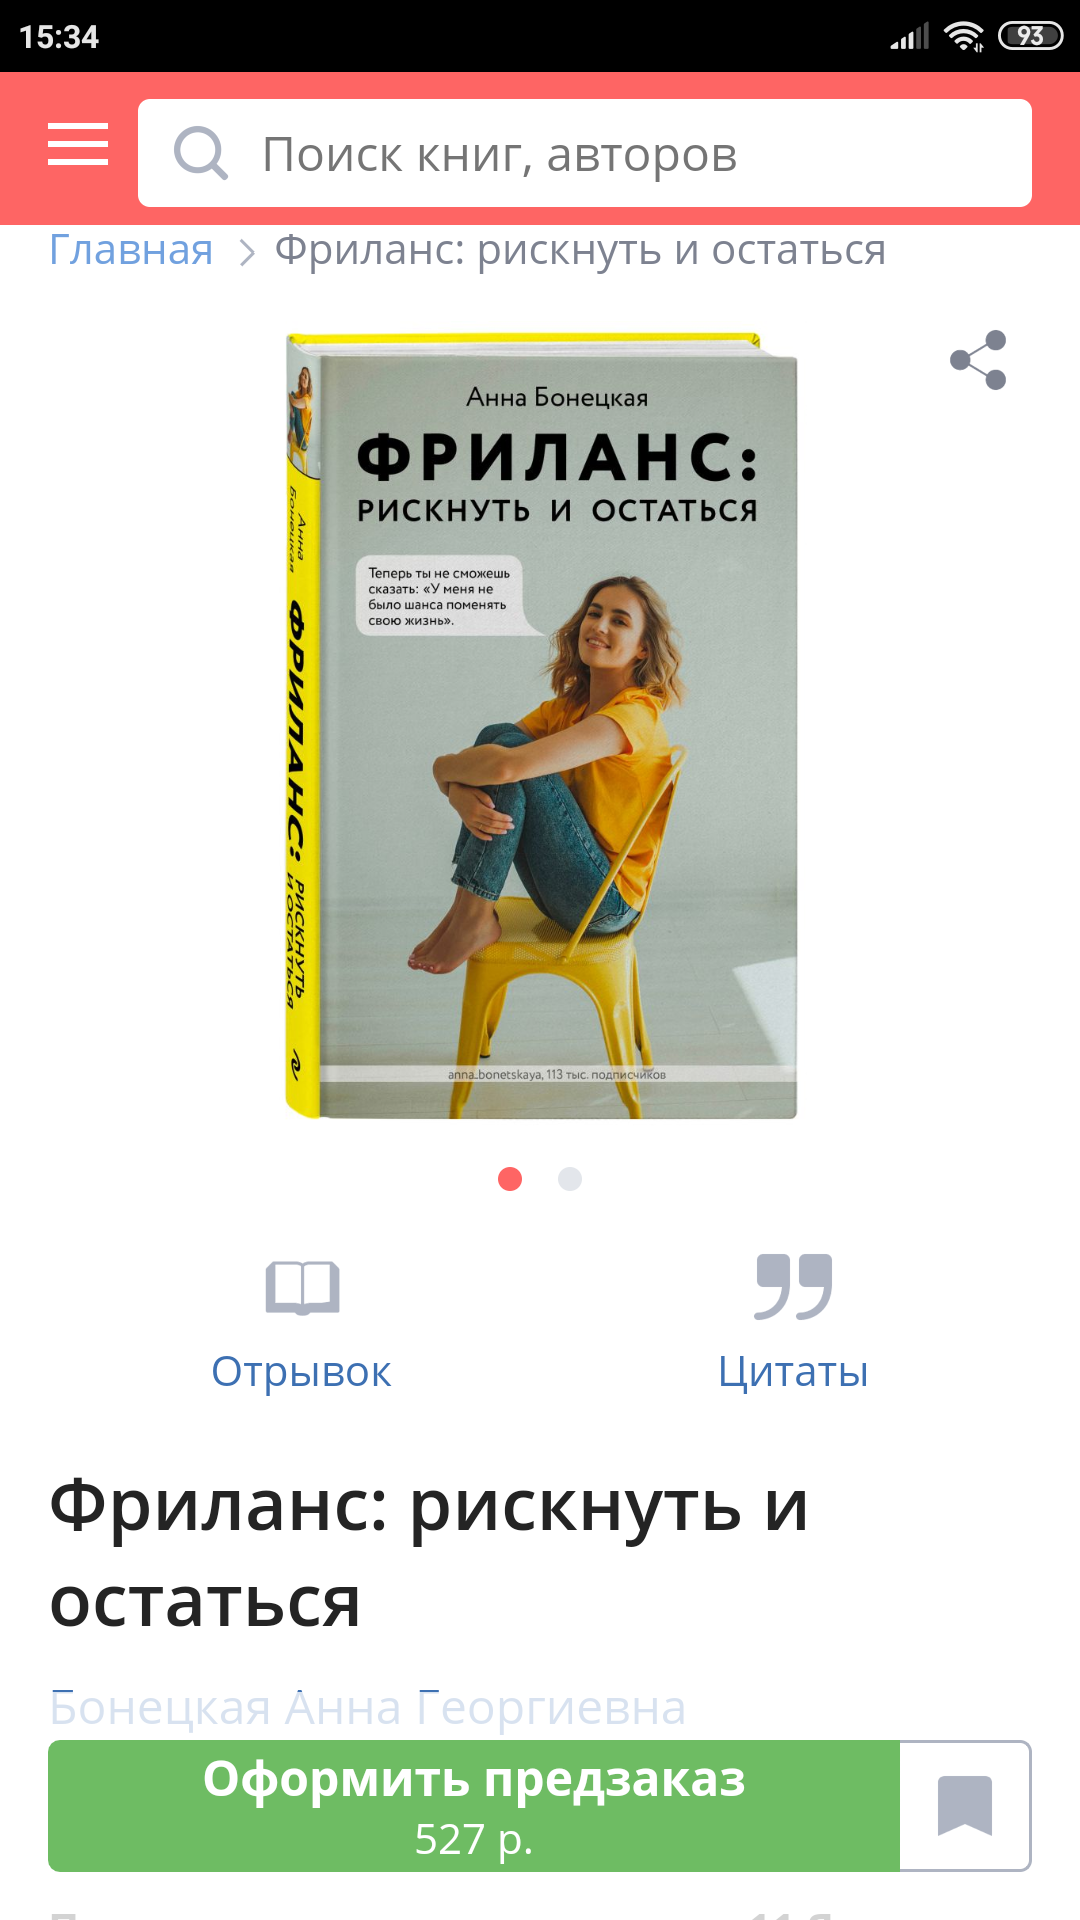 15:34
93
Поиск книг, авторов
Главная > Фриланс: рискнуть и остаться
Анна Бонецкая
ФРИЛАНС:
РИСКНУТЬ И ОСТАТЬСЯ
Теперь ты не сможешь
сказать: «У меня не
было шанса поменять
свою жизнь».
anna_bonetskaya, 113 тыс. подписчиков
Анна
Бонецкая
ФРИЛАНС:
РИСКНУТЬ
И ОСТАТЬСЯ
Отрывок
Цитаты
Фриланс: рискнуть и
остаться
Бонецкая Анна Георгиевна
Оформить предзаказ
527 р.